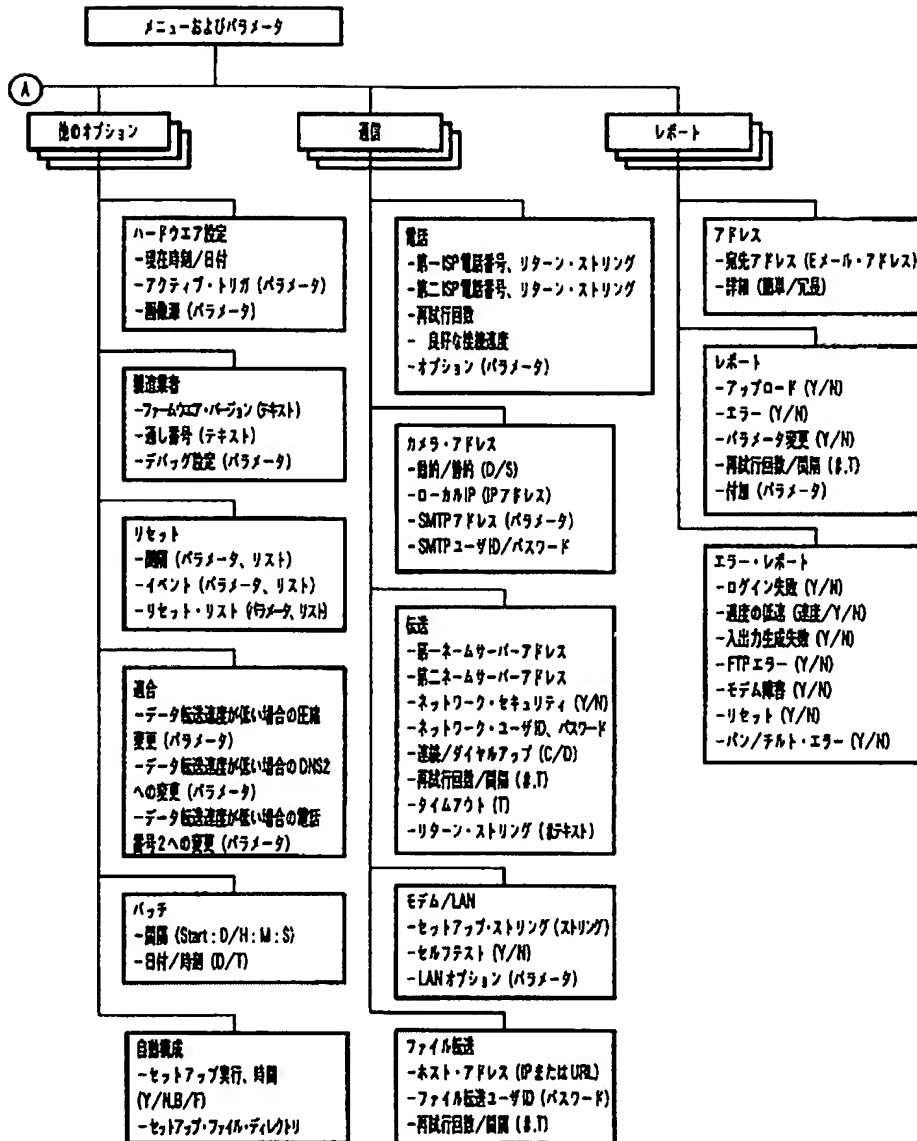 メニューおよびパラメータ
A
他のオプション
通信
レポート
ハードウエア設定
-現在時刻/日付
-アクティブ・トリガ (パラメータ)
-画像源 (パラメータ)
製造業者
-ファームウエア・バージョン (テキスト)
-通し番号 (テキスト)
-デバッグ設定 (パラメータ)
リセット
-間隔 (パラメータ、リスト)
-イベント (パラメータ、リスト)
-リセット・リスト (パラメータ、リスト)
適合
-データ転送速度が低い場合の圧縮
変更 (パラメータ)
-データ転送速度が低い場合のDNS2
への変更 (パラメータ)
-データ転送速度が低い場合の電話
番号2への変更 (パラメータ)
バッチ
-間隔 (Start:D/H:M:S)
-日付/時刻 (D/T)
自動構成
-セットアップ実行、時間
(Y/N,B/F)
-セットアップ・ファイル・ディレクトリ
電話
-第一ISP電話番号、リターン・ストリング
-第二ISP電話番号、リターン・ストリング
-再試行回数
- 良好な接続速度
-オプション (パラメータ)
カメラ・アドレス
-動的/静的 (D/S)
-ローカルIP (IPアドレス)
-SMTPアドレス (パラメータ)
-SMTPユーザID/パスワード
伝送
-第一ネームサーバーアドレス
-第二ネームサーバーアドレス
-ネットワーク・セキュリティ (Y/N)
-ネットワーク・ユーザID、パスワード
-連続/ダイヤルアップ (C/D)
-再試行回数/間隔 (#,T)
-タイムアウト (T)
-リターン・ストリング (#テキスト)
モデム/LAN
-セットアップ・ストリング (ストリング)
-セルフテスト (Y/N)
-LANオプション (パラメータ)
ファイル転送
-ホスト・アドレス (IPまたはURL)
-ファイル転送ユーザID (パスワード)
-再試行回数/間隔 (#,T)
アドレス
-宛先アドレス (Eメール・アドレス)
-詳細 (簡単/冗長)
レポート
-アップロード (Y/N)
-エラー (Y/N)
-パラメータ変更 (Y/N)
-再試行回数/間隔 (#,T)
-付加 (パラメータ)
エラー・レポート
-ログイン失敗 (Y/N)
-過度の低速 (速度/Y/N)
-入出力生成失敗 (Y/N)
-FTPエラー (Y/N)
-モデム障害 (Y/N)
-リセット (Y/N)
-パン/チルト・エラー (Y/N)